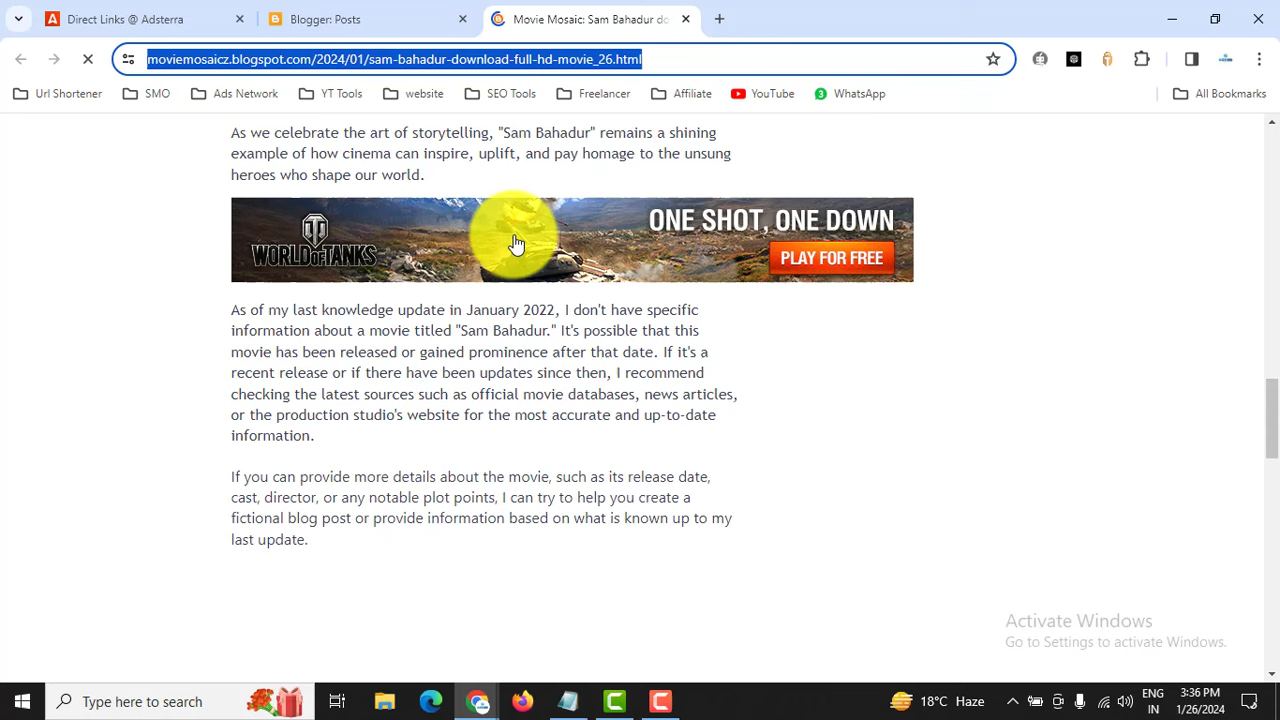 Direct Links @ Adsterra
Blogger: Posts
Movie Mosaic: Sam Bahadur do
moviemosaicz.blogspot.com/2024/01/sam-bahadur-download-full-hd-movie_26.html
Url Shortener
SMO
Ads Network
YT Tools
website
SEO Tools
Freelancer
Affiliate
YouTube
WhatsApp
All Bookmarks
As we celebrate the art of storytelling, "Sam Bahadur" remains a shining
example of how cinema can inspire, uplift, and pay homage to the unsung
heroes who shape our world.
WORLD OF TANKS
ONE SHOT, ONE DOWN
PLAY FOR FREE
As of my last knowledge update in January 2022, I don't have specific
information about a movie titled "Sam Bahadur." It's possible that this
movie has been released or gained prominence after that date. If it's a
recent release or if there have been updates since then, I recommend
checking the latest sources such as official movie databases, news articles,
or the production studio's website for the most accurate and up-to-date
information.
If you can provide more details about the movie, such as its release date,
cast, director, or any notable plot points, I can try to help you create a
fictional blog post or provide information based on what is known up to my
last update.
Activate Windows
Go to Settings to activate Windows.
Type here to search
18°C Haze
ENG
IN
3:36 PM
1/26/2024